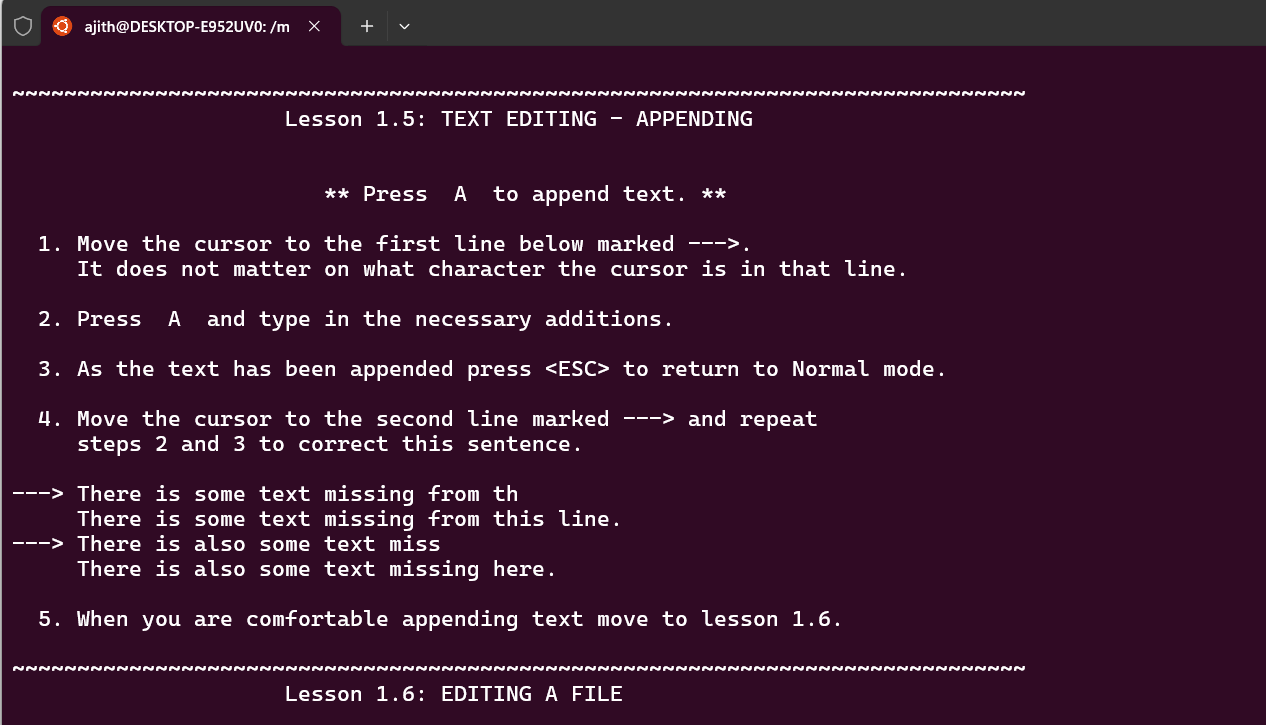 ajith@DESKTOP-E952UV0: /m
~~~~~~~~~~~~~~~~~~~~~~~~~~~~~~~~~~~~~~~~~~~~~~~~~~~~~~~~~~~~~~~~~~~~~~~~~~~~~~
Lesson 1.5: TEXT EDITING - APPENDING
** Press  A  to append text. **
1. Move the cursor to the first line below marked --->.
It does not matter on what character the cursor is in that line.
2. Press  A  and type in the necessary additions.
3. As the text has been appended press <ESC> to return to Normal mode.
4. Move the cursor to the second line marked ---> and repeat
steps 2 and 3 to correct this sentence.
---> There is some text missing from th
There is some text missing from this line.
---> There is also some text miss
There is also some text missing here.
5. When you are comfortable appending text move to lesson 1.6.
~~~~~~~~~~~~~~~~~~~~~~~~~~~~~~~~~~~~~~~~~~~~~~~~~~~~~~~~~~~~~~~~~~~~~~~~~~~~~~
Lesson 1.6: EDITING A FILE